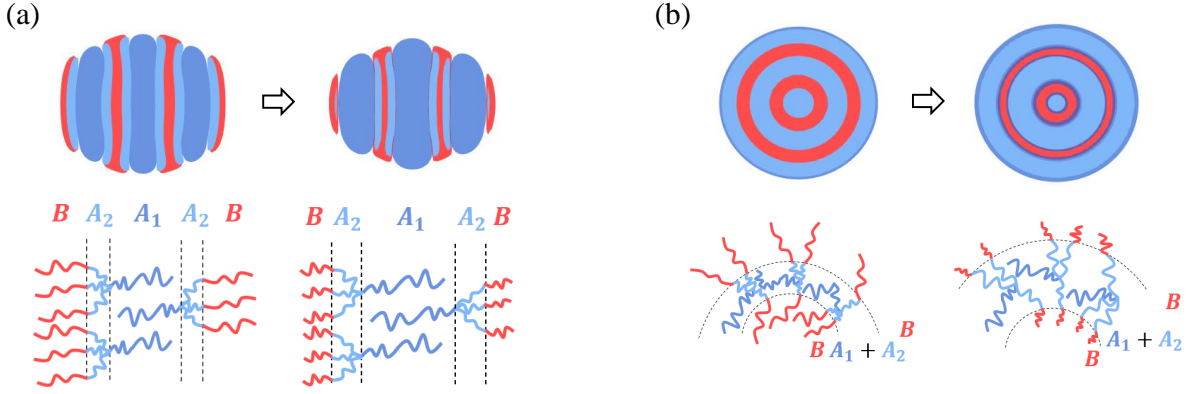 (a) (b)
B A₂ A₁ A₂ B B A₂ A₁ A₂ B
B
B A₁ + A₂
B
A₁ + A₂
B